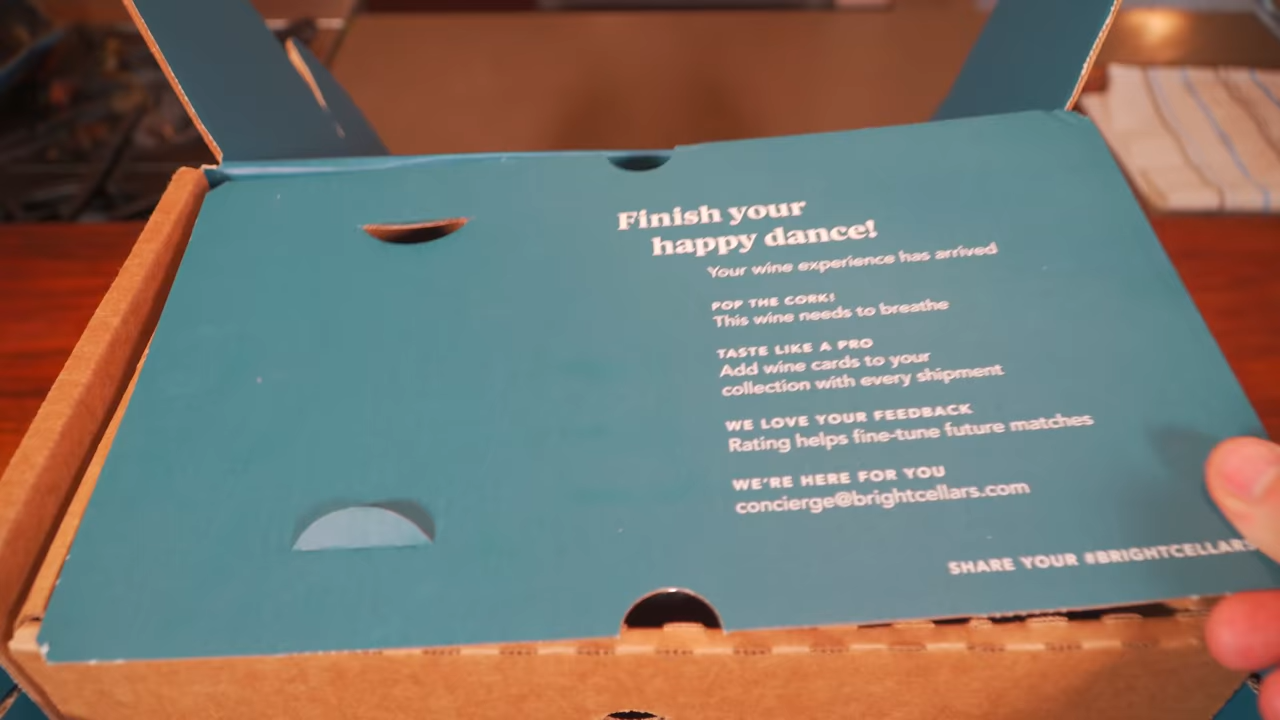 Finish your
happy dance!
Your wine experience has arrived
POP THE CORK!
This wine needs to breathe
TASTE LIKE A PRO
Add wine cards to your
collection with every shipment
WE LOVE YOUR FEEDBACK
Rating helps fine-tune future matches
WE'RE HERE FOR YOU
concierge@brightcellars.com
SHARE YOUR #BRIGHTCELLARS